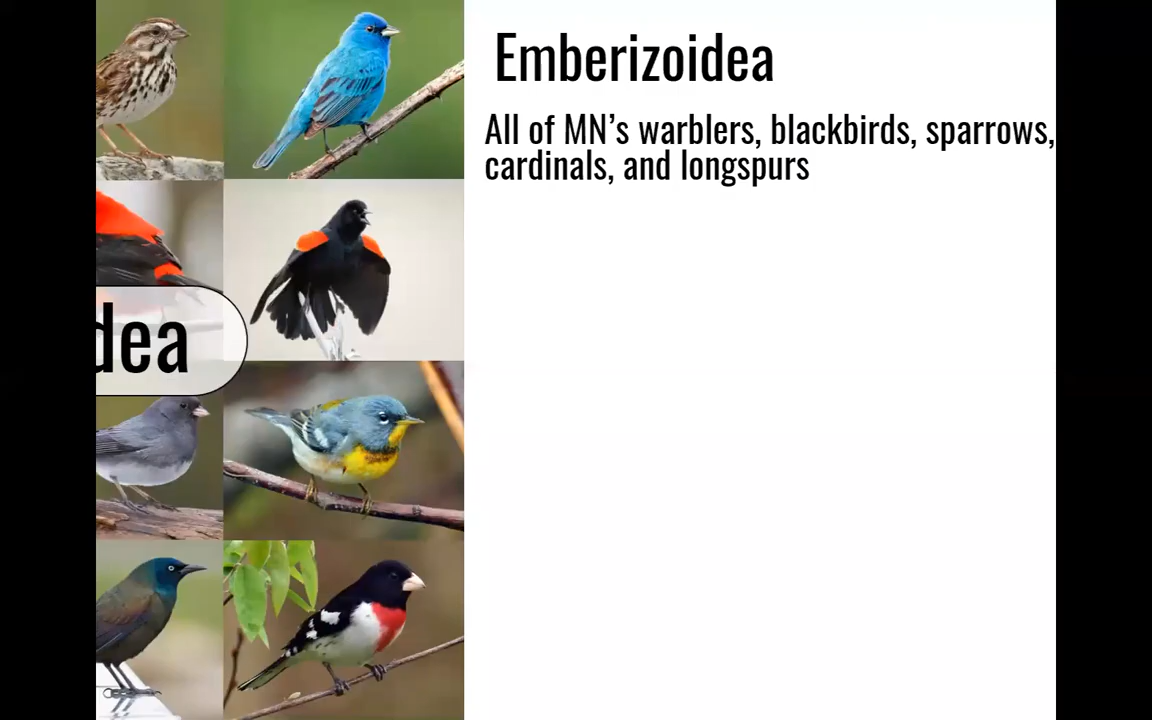 Emberizoidea
All of MN’s warblers, blackbirds, sparrows,
cardinals, and longspurs
dea